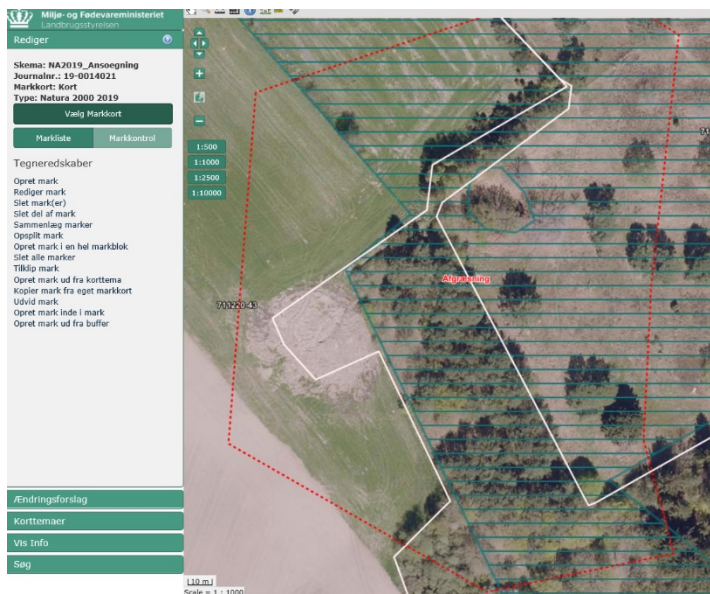 Miljø- og Fødevareministeriet
Landbrugsstyrelsen
Rediger
Skema: NA2019_Ansoegning
Journalnr.: 19-0014021
Markkort: Kort
Type: Natura 2000 2019
Vælg Markkort
Markliste
Markkontrol
Tegneredskaber
Opret mark
Rediger mark
Slet mark(er)
Slet del af mark
Sammenlæg marker
Opsplit mark
Opret mark i en hel markblok
Slet alle marker
Tilklip mark
Opret mark ud fra korttema
Kopier mark fra eget markkort
Udvid mark
Opret mark inde i mark
Opret mark ud fra buffer
Ændringsforslag
Korttemaer
Vis Info
Søg
1:500
1:1000
1:2500
1:10000
71
Afgræsning
711220-43
10 m
Scale = 1 : 1000